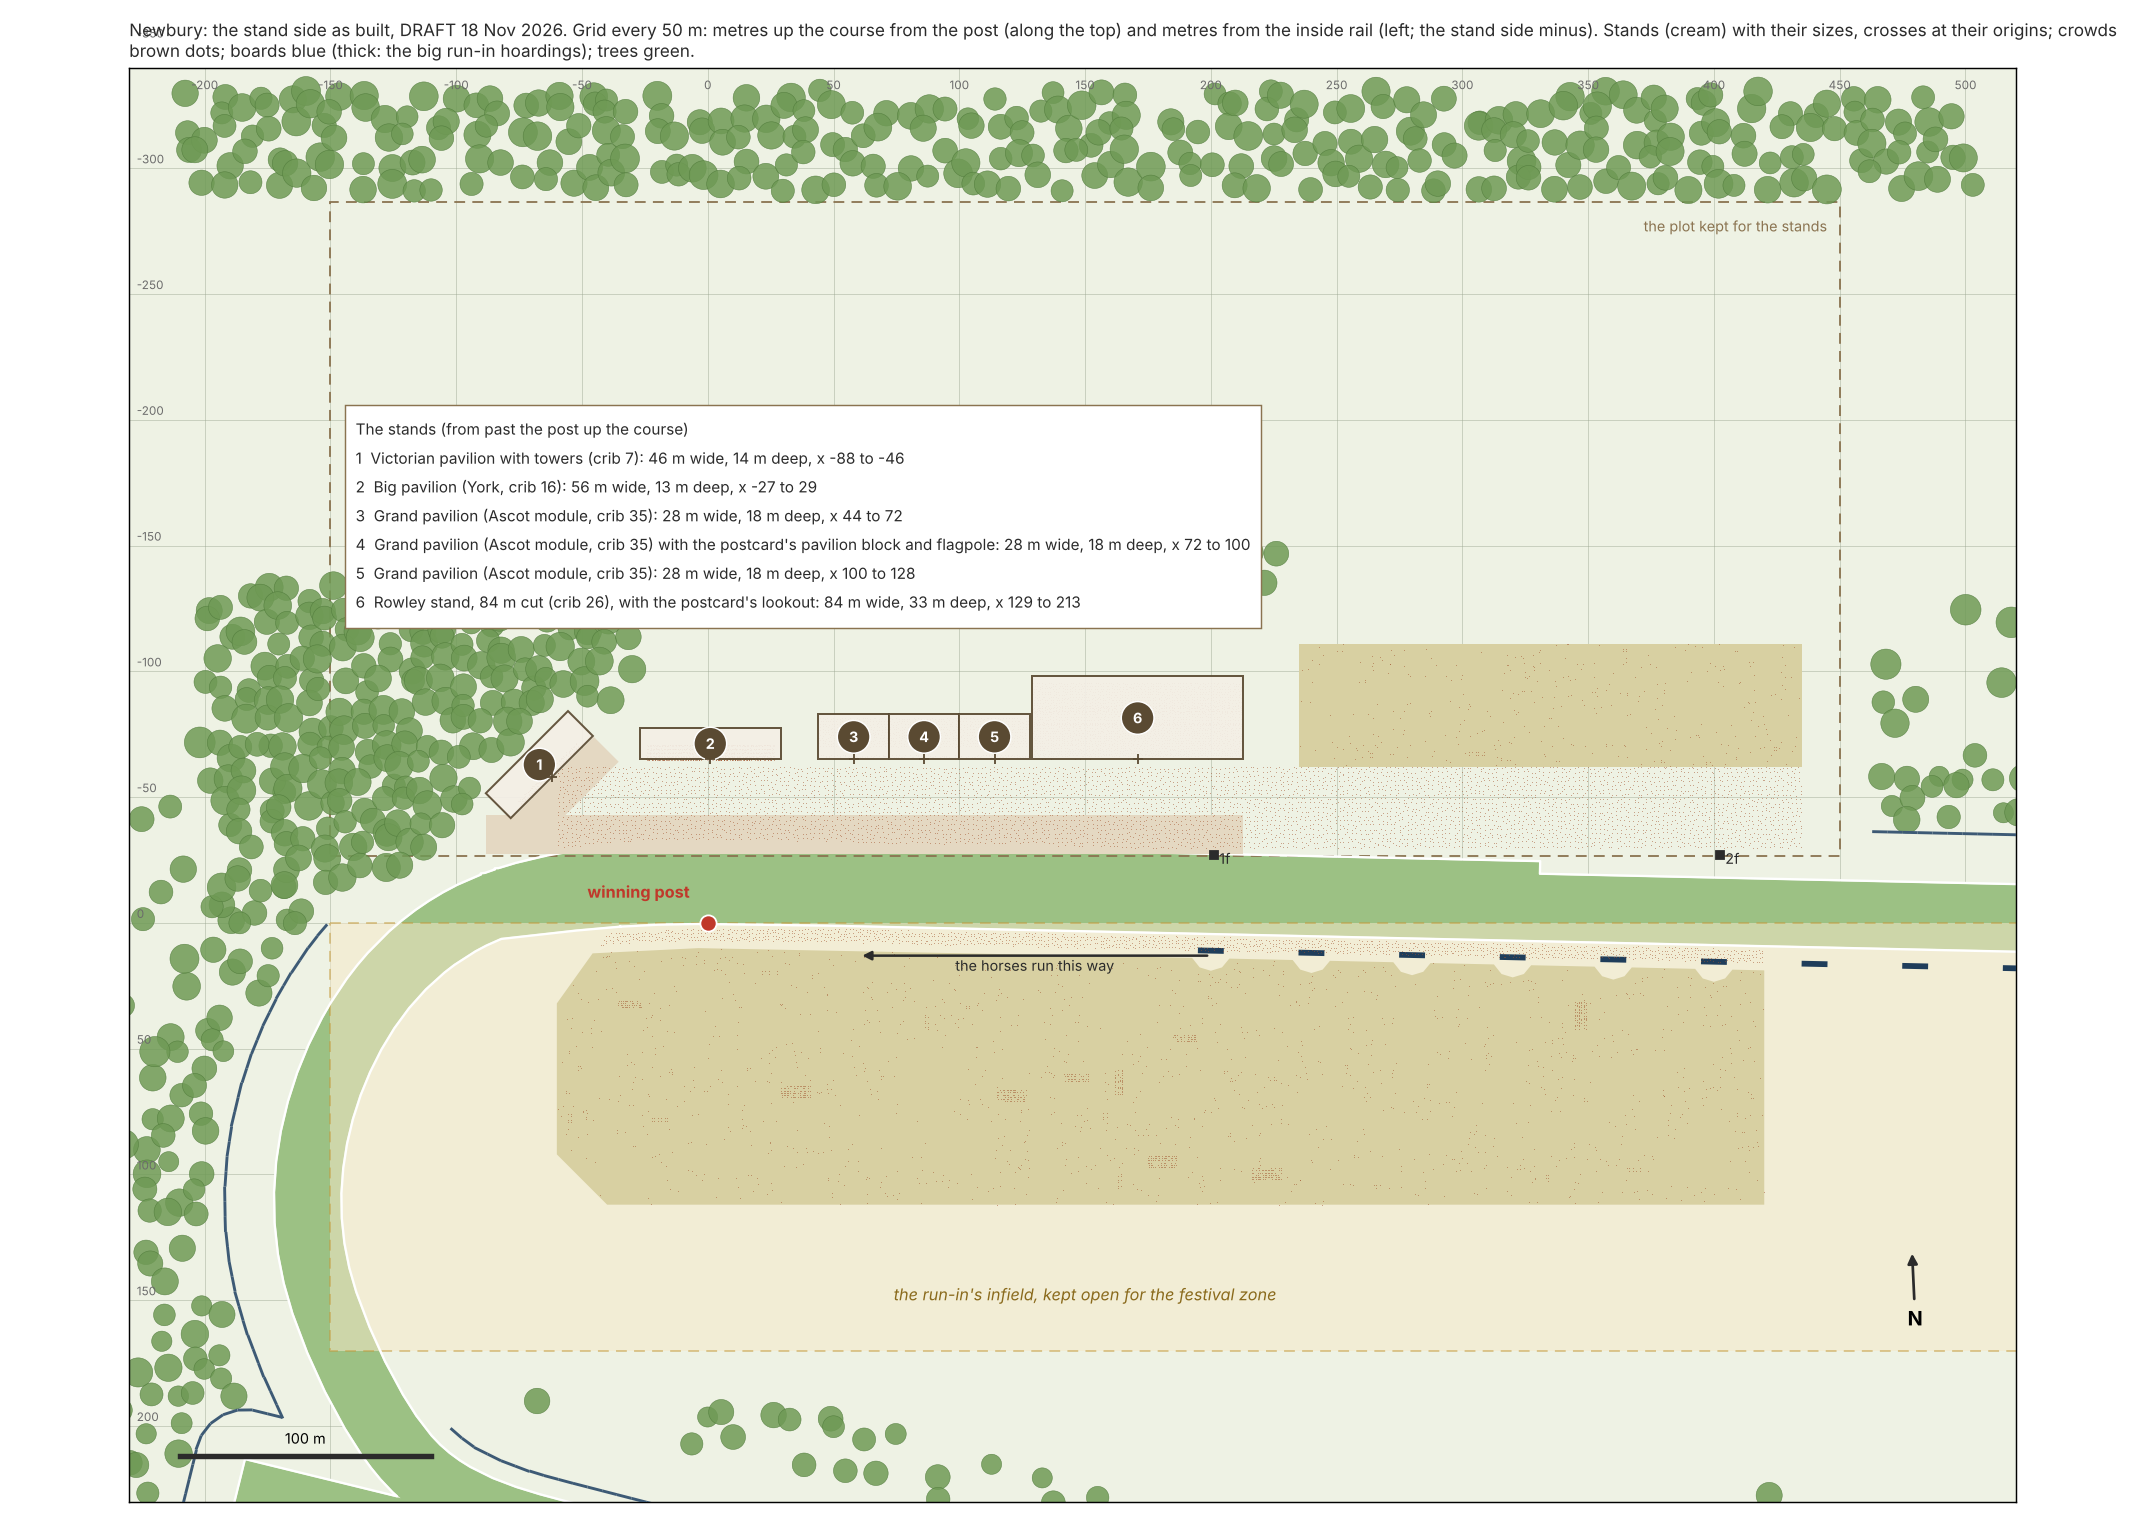 Newbury: the stand side as built, DRAFT 18 Nov 2026. Grid every 50 m: metres up the course from the post (along the top) and metres from the inside rail (left; the stand side minus). Stands (cream) with their sizes, crosses at their origins; crowds
brown dots; boards blue (thick: the big run-in hoardings); trees green.
-200 -150 -100 -50 0 50 100 150 200 250 300 350 400 450 500
-300
the plot kept for the stands
-250
-200
The stands (from past the post up the course)
1 Victorian pavilion with towers (crib 7): 46 m wide, 14 m deep, x -88 to -46
2 Big pavilion (York, crib 16): 56 m wide, 13 m deep, x -27 to 29
3 Grand pavilion (Ascot module, crib 35): 28 m wide, 18 m deep, x 44 to 72
-150
4 Grand pavilion (Ascot module, crib 35) with the postcard's pavilion block and flagpole: 28 m wide, 18 m deep, x 72 to 100
5 Grand pavilion (Ascot module, crib 35): 28 m wide, 18 m deep, x 100 to 128
6 Rowley stand, 84 m cut (crib 26), with the postcard's lookout: 84 m wide, 33 m deep, x 129 to 213
-100
6
3 4 5
2
1
-50
1f
2f
winning post
0
the horses run this way
50
100
150
the run-in's infield, kept open for the festival zone
N
200
100 m